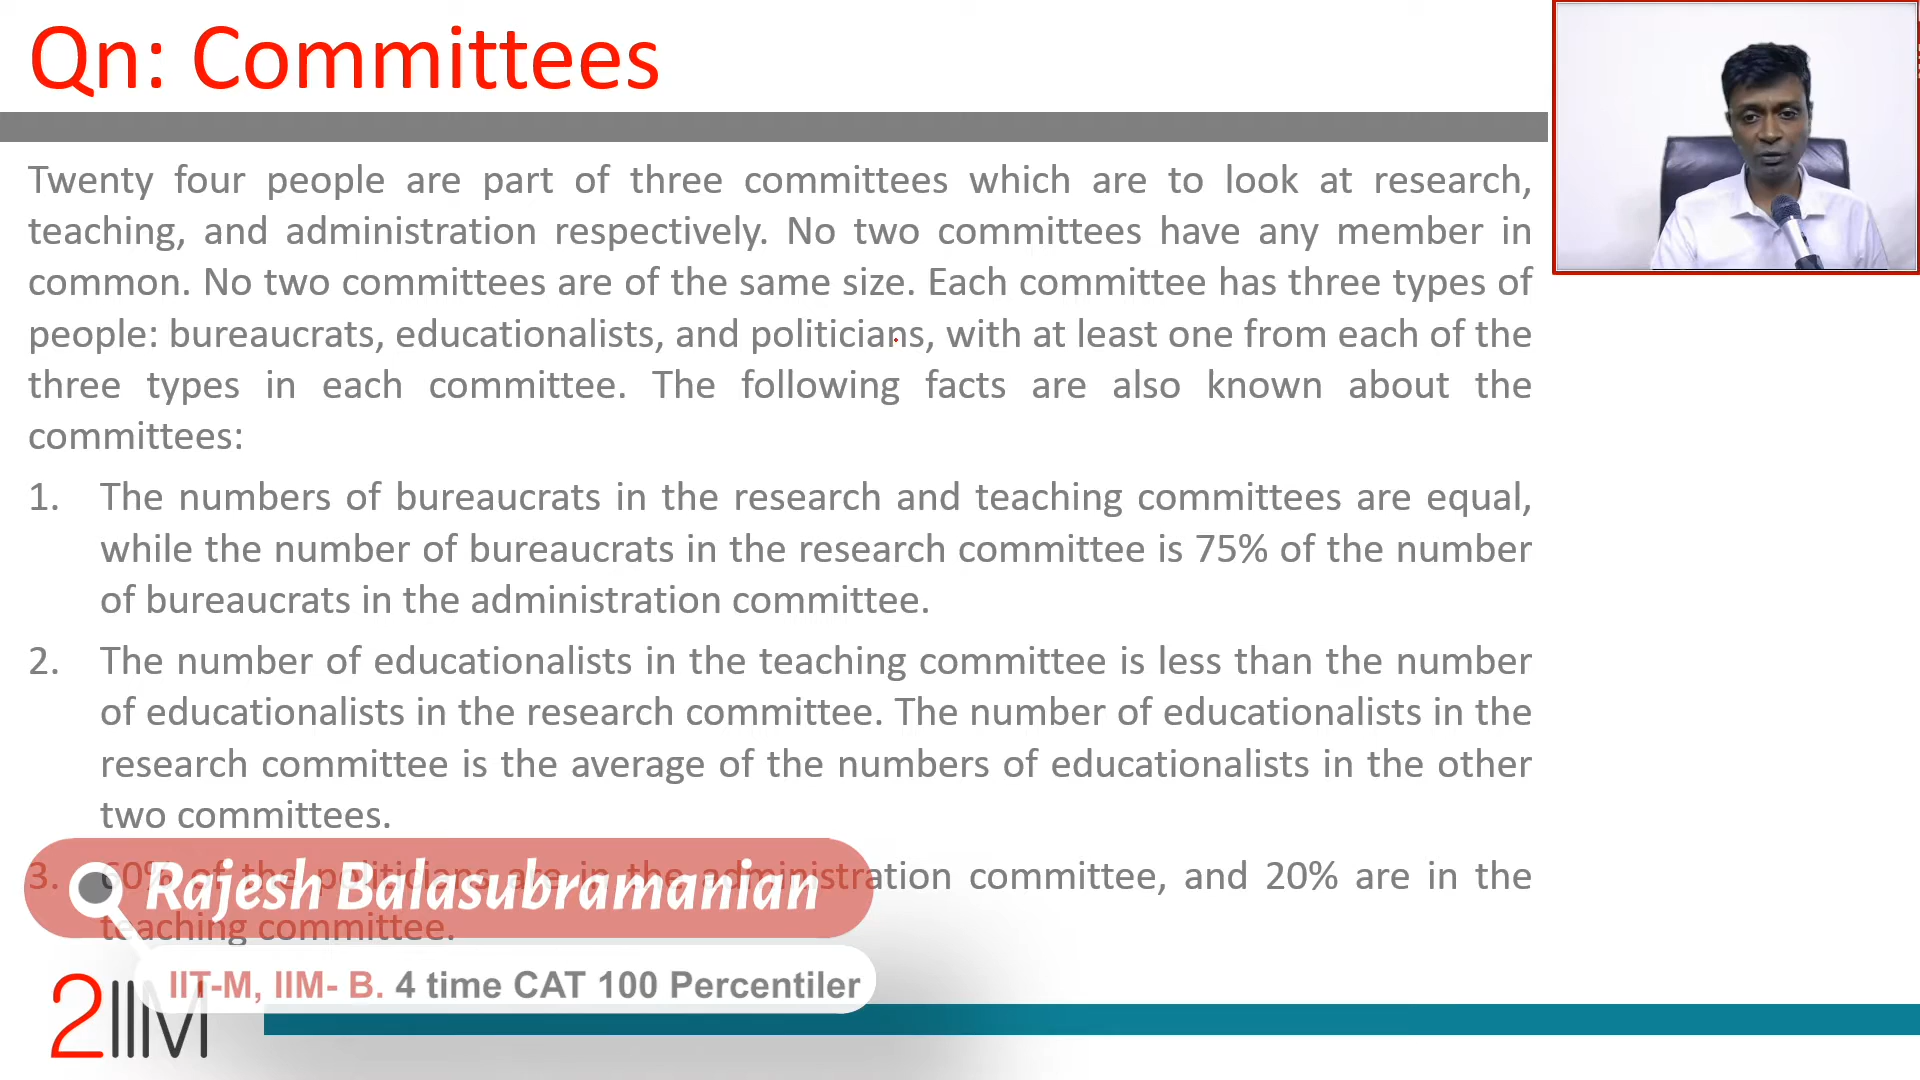 Qn: Committees
Twenty four people are part of three committees which are to look at research,
teaching, and administration respectively. No two committees have any member in
common. No two committees are of the same size. Each committee has three types of
people: bureaucrats, educationalists, and politicians, with at least one from each of the
three types in each committee. The following facts are also known about the
committees:
1. The numbers of bureaucrats in the research and teaching committees are equal,
while the number of bureaucrats in the research committee is 75% of the number
of bureaucrats in the administration committee.
2. The number of educationalists in the teaching committee is less than the number
of educationalists in the research committee. The number of educationalists in the
research committee is the average of the numbers of educationalists in the other
two committees.
3. 60% of the politicians are in the administration committee, and 20% are in the
teaching committee.
Rajesh Balasubramanian
IIT-M, IIM- B. 4 time CAT 100 Percentiler
2IIM